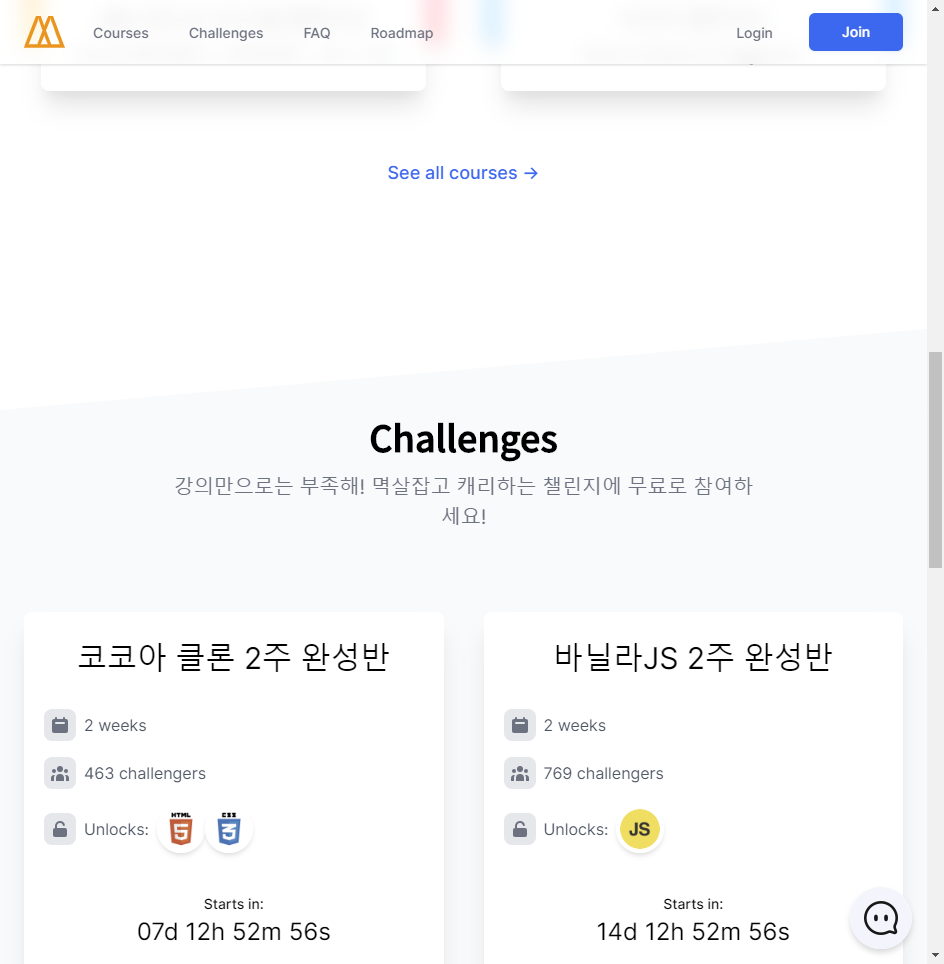 Courses
Challenges
FAQ
Roadmap
Login
Join
See all courses →
Challenges
강의만으로는 부족해! 멱살잡고 캐리하는 챌린지에 무료로 참여하
세요!
코코아 클론 2주 완성반
2 weeks
463 challengers
Unlocks:
HTML
5
CSS
3
Starts in:
07d 12h 52m 56s
바닐라JS 2주 완성반
2 weeks
769 challengers
Unlocks:
JS
Starts in:
14d 12h 52m 56s